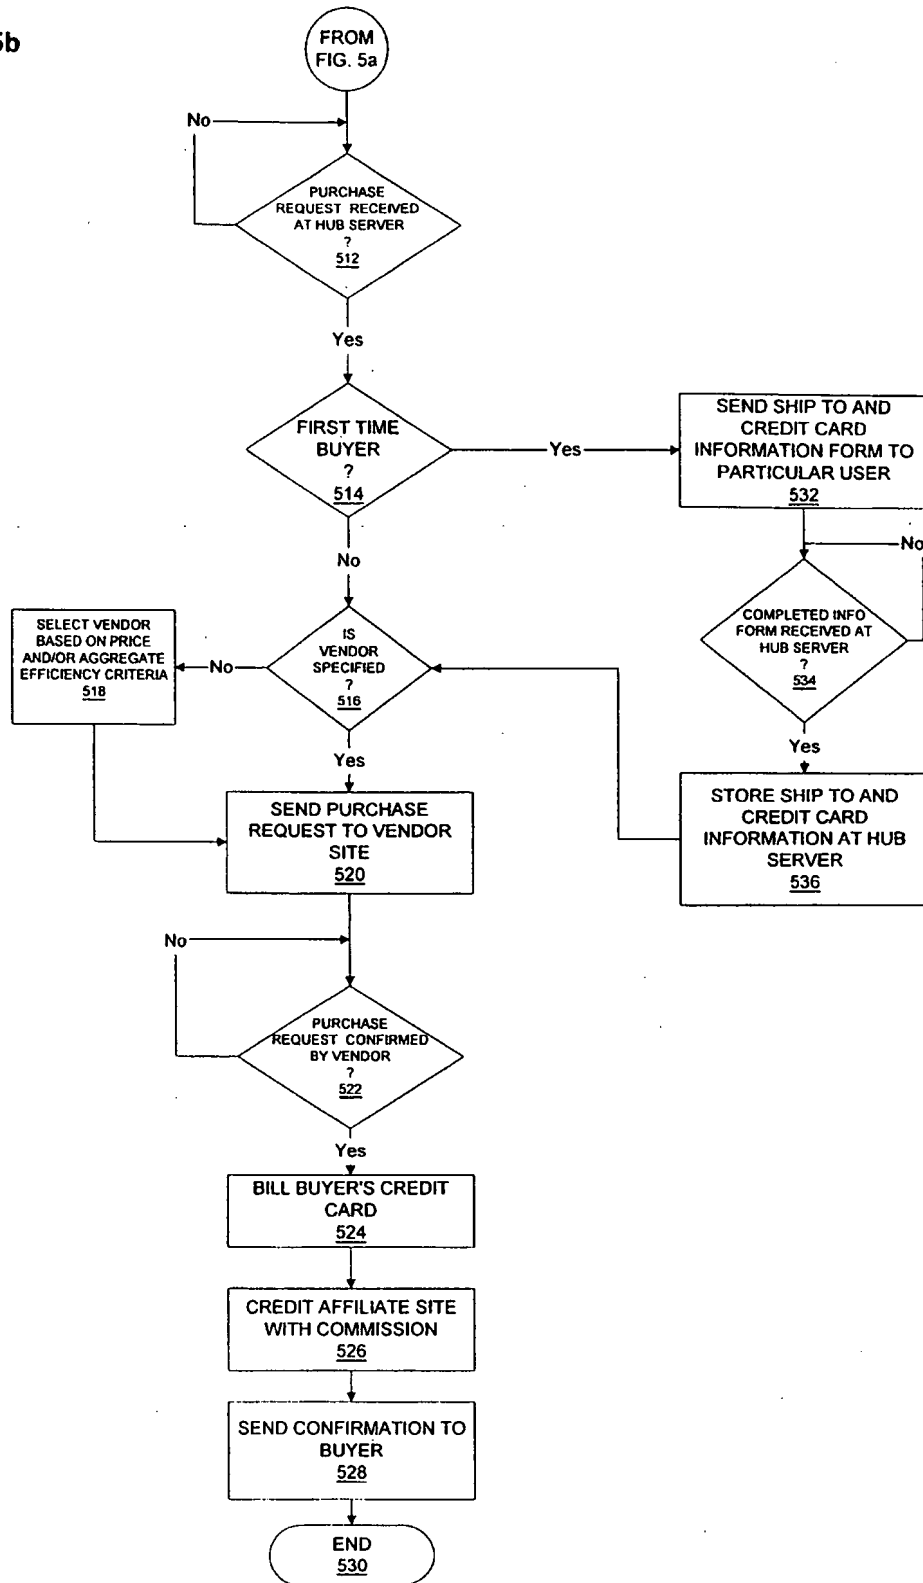 5b
FROM
FIG. 5a
No
PURCHASE
REQUEST RECEIVED
AT HUB SERVER
?
512
Yes
FIRST TIME
BUYER
?
514
Yes
SEND SHIP TO AND
CREDIT CARD
INFORMATION FORM TO
PARTICULAR USER
532
No
No
COMPLETED INFO
FORM RECEIVED AT
HUB SERVER
?
534
Yes
STORE SHIP TO AND
CREDIT CARD
INFORMATION AT HUB
SERVER
536
IS
VENDOR
SPECIFIED
?
516
No
SELECT VENDOR
BASED ON PRICE
AND/OR AGGREGATE
EFFICIENCY CRITERIA
518
Yes
SEND PURCHASE
REQUEST TO VENDOR
SITE
520
No
PURCHASE
REQUEST CONFIRMED
BY VENDOR
?
522
Yes
BILL BUYER'S CREDIT
CARD
524
CREDIT AFFILIATE SITE
WITH COMMISSION
526
SEND CONFIRMATION TO
BUYER
528
END
530